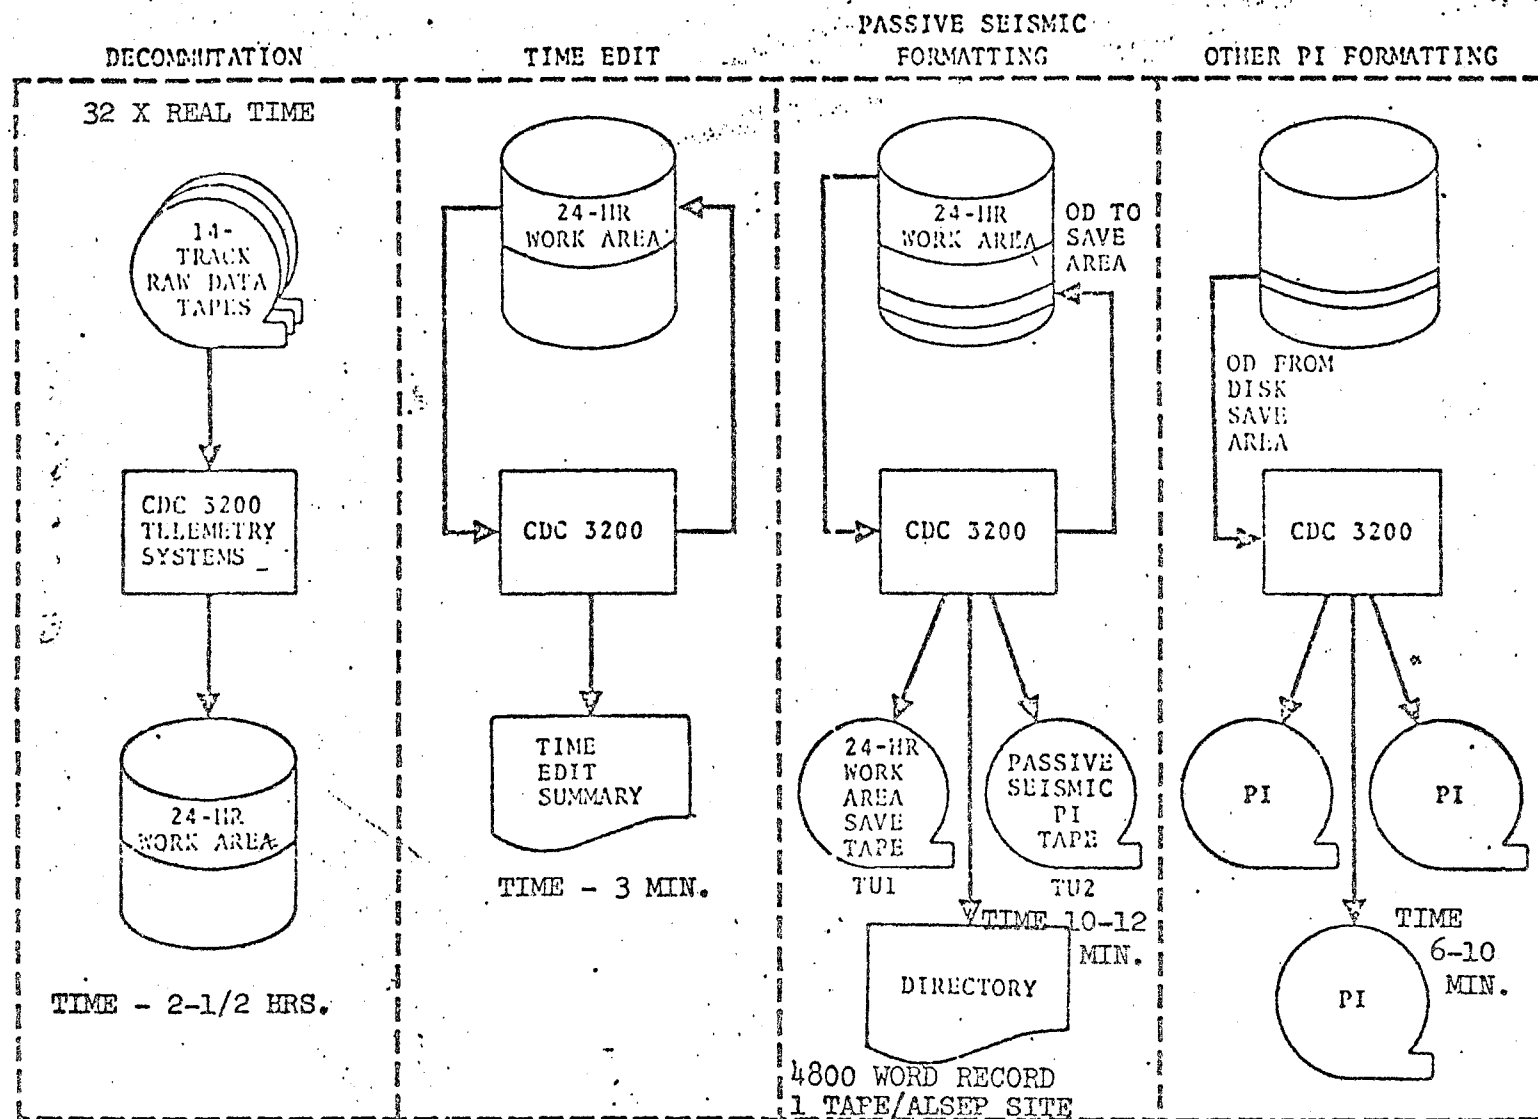 DECOMMUTATION
TIME EDIT
PASSIVE SEISMIC
FORMATTING
OTHER PI FORMATTING
32 X REAL TIME
14-
TRACK
RAW DATA
TAPES
CDC 3200
TELEMETRY
SYSTEMS
24-HR
WORK AREA
TIME - 2-1/2 HRS.
24-HR
WORK AREA
CDC 3200
TIME
EDIT
SUMMARY
TIME - 3 MIN.
24-HR
WORK AREA
OD TO
SAVE
AREA
CDC 3200
24-HR
WORK
AREA
SAVE
TAPE
TU1
PASSIVE
SEISMIC
PI
TAPE
TU2
TIME 10-12
MIN.
DIRECTORY
4800 WORD RECORD
1 TAPE/ALSEP SITE
OD FROM
DISK
SAVE
AREA
CDC 3200
PI
PI
PI
TIME
6-10
MIN.